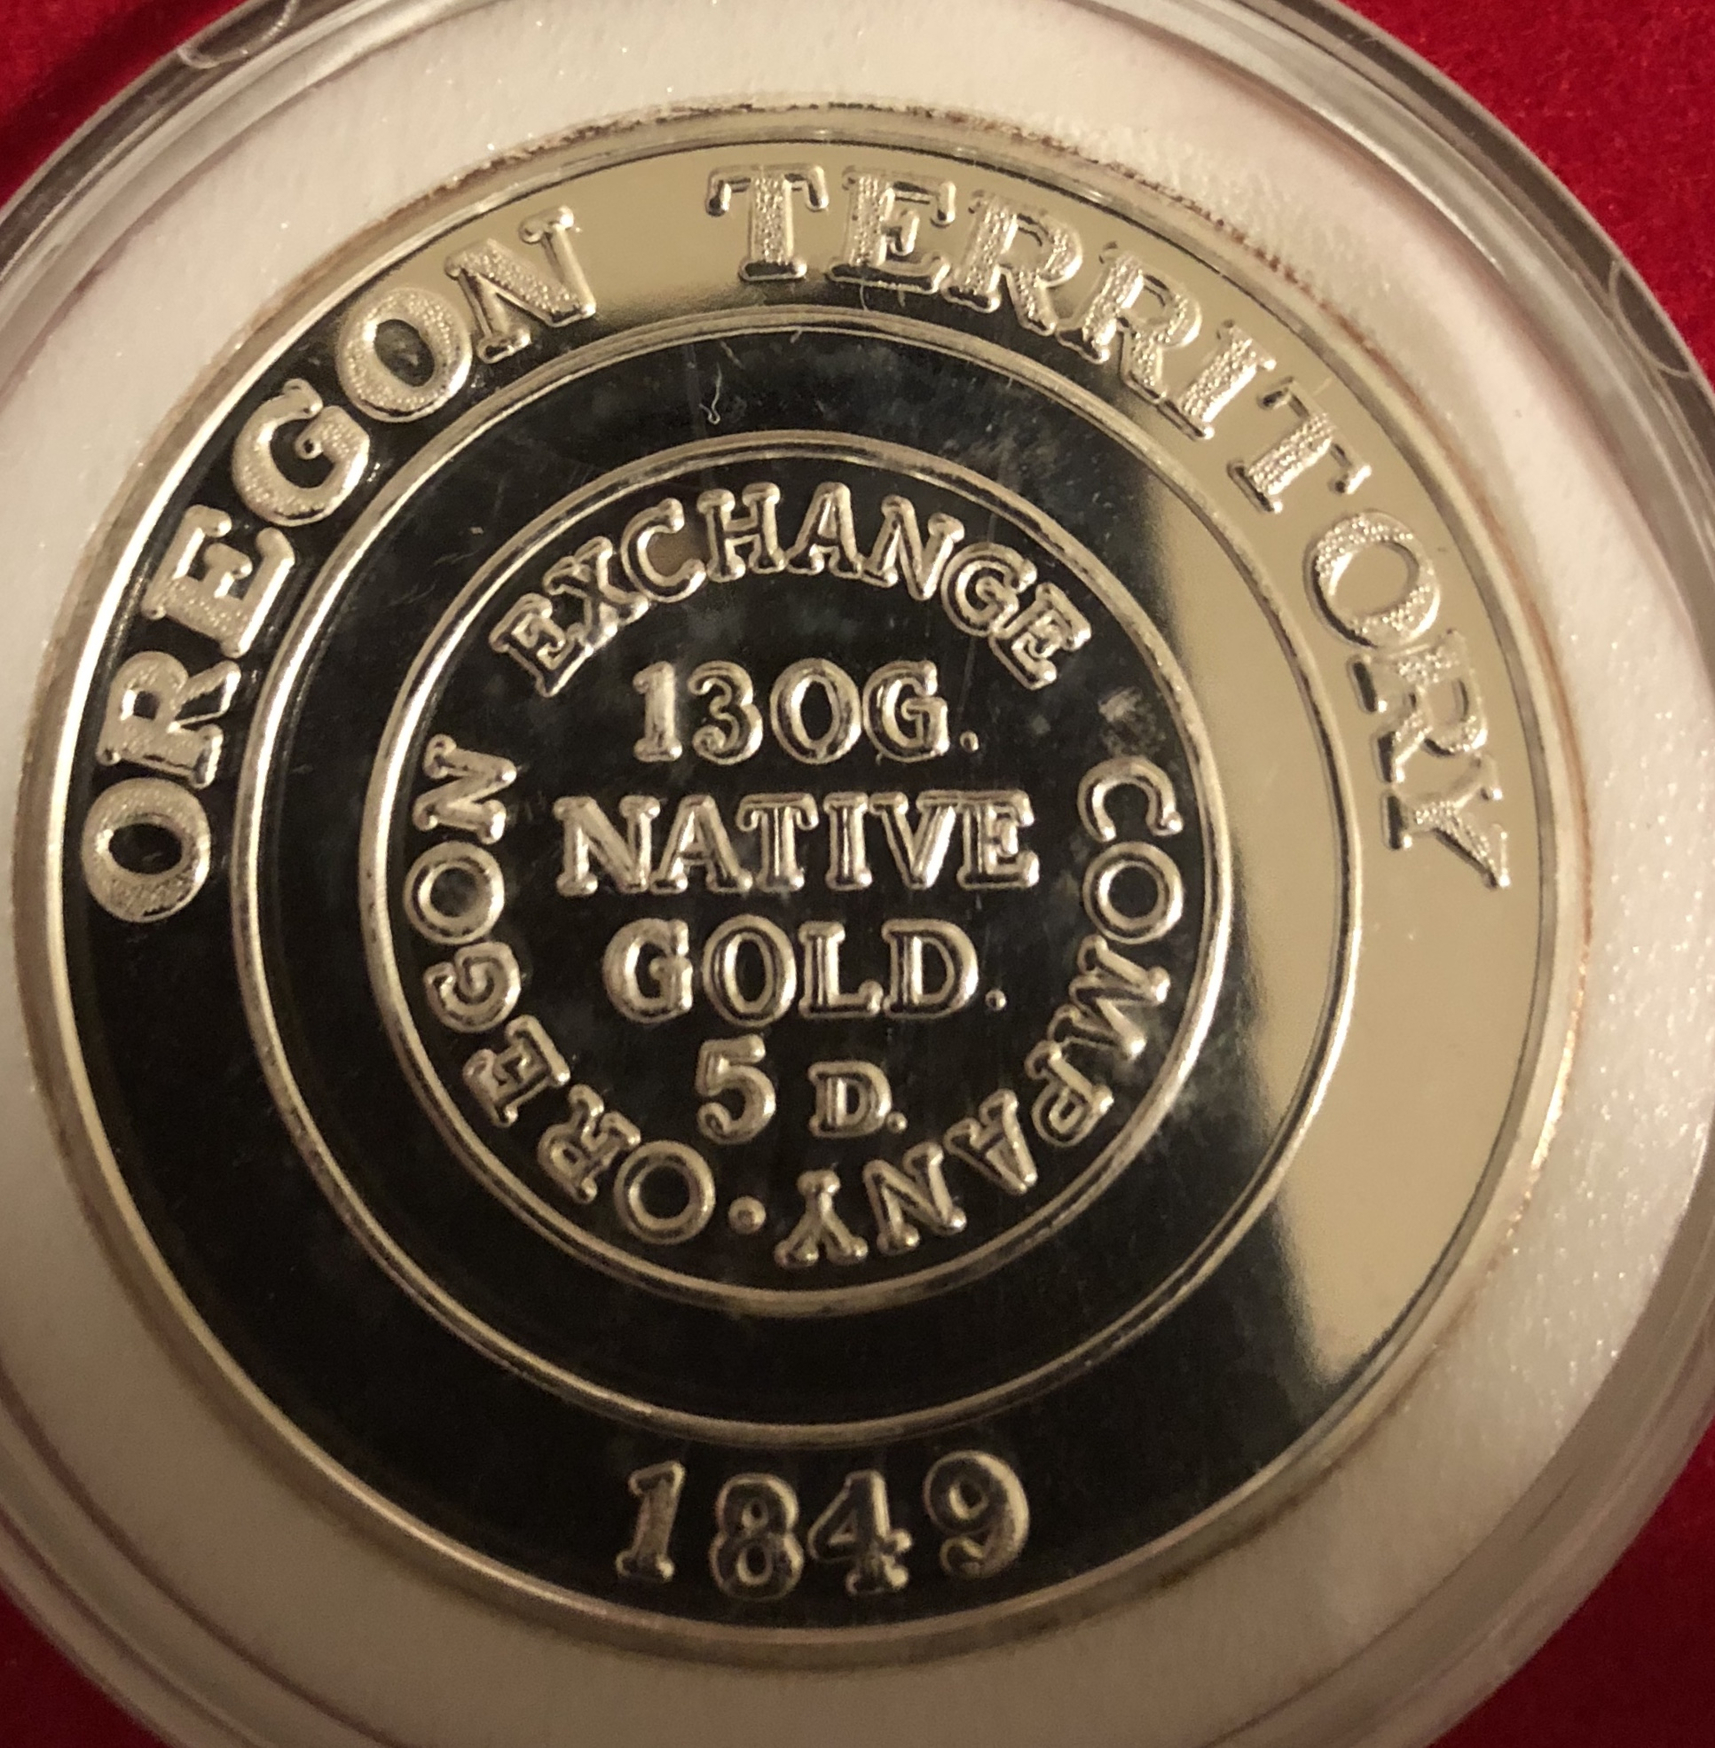 OREGON TERRITORY
OREGON EXCHANGE COMPANY·
130G.
NATIVE
GOLD.
5 D.
1849